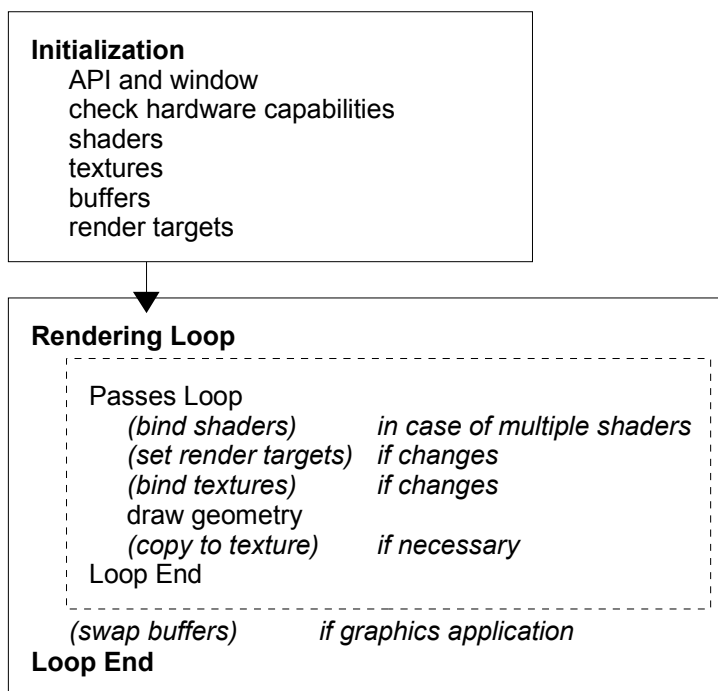 Initialization
API and window
check hardware capabilities
shaders
textures
buffers
render targets
Rendering Loop
Passes Loop
(bind shaders) in case of multiple shaders
(set render targets) if changes
(bind textures) if changes
draw geometry
(copy to texture) if necessary
Loop End
(swap buffers) if graphics application
Loop End